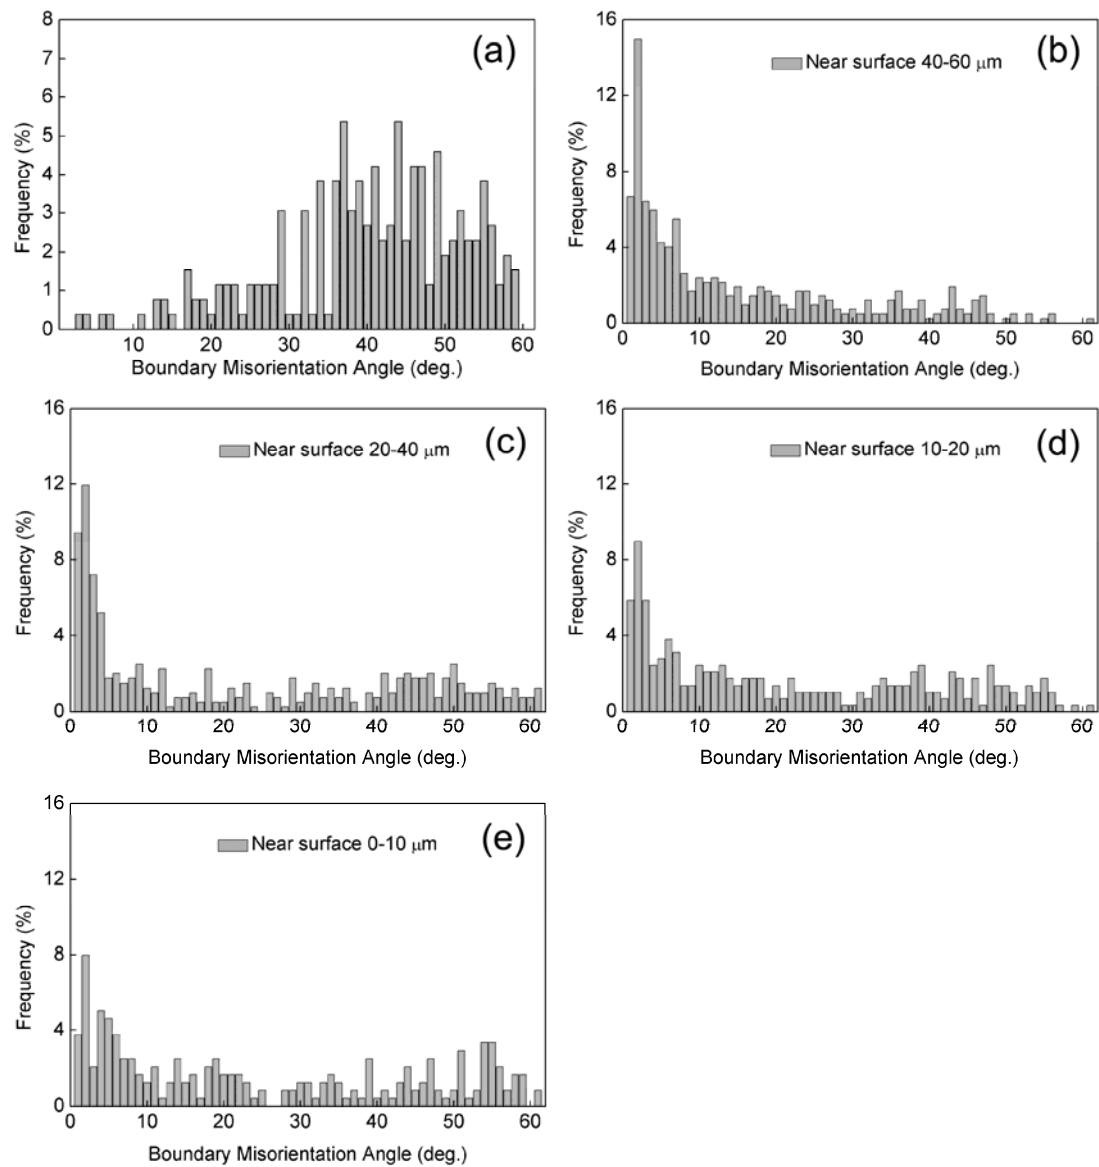 (a)
8
7
6
5
4
3
2
1
0
Frequency (%)
10 20 30 40 50 60
Boundary Misorientation Angle (deg.)
(b)
Near surface 40-60 μm
16
12
8
4
0
Frequency (%)
0 10 20 30 40 50 60
Boundary Misorientation Angle (deg.)
(c)
Near surface 20-40 μm
16
12
8
4
0
Frequency (%)
0 10 20 30 40 50 60
Boundary Misorientation Angle (deg.)
(d)
Near surface 10-20 μm
16
12
8
4
0
Frequency (%)
0 10 20 30 40 50 60
Boundary Misorientation Angle (deg.)
(e)
Near surface 0-10 μm
16
12
8
4
0
Frequency (%)
0 10 20 30 40 50 60
Boundary Misorientation Angle (deg.)